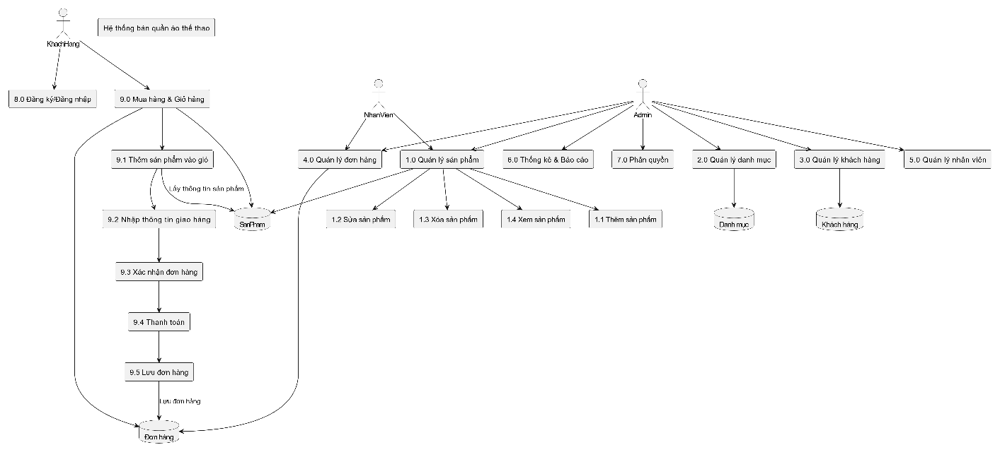 Hệ thống bán quần áo thể thao
KhachHang
8.0 Đăng ký/Đăng nhập
9.0 Mua hàng & Giỏ hàng
NhanVien
Admin
9.1 Thêm sản phẩm vào giỏ
4.0 Quản lý đơn hàng
1.0 Quản lý sản phẩm
6.0 Thống kê & Báo cáo
7.0 Phân quyền
2.0 Quản lý danh mục
3.0 Quản lý khách hàng
5.0 Quản lý nhân viên
Lấy thông tin sản phẩm
9.2 Nhập thông tin giao hàng
SanPham
1.2 Sửa sản phẩm
1.3 Xóa sản phẩm
1.4 Xem sản phẩm
1.1 Thêm sản phẩm
Danh mục
Khách hàng
9.3 Xác nhận đơn hàng
9.4 Thanh toán
9.5 Lưu đơn hàng
Lưu đơn hàng
Đơn hàng